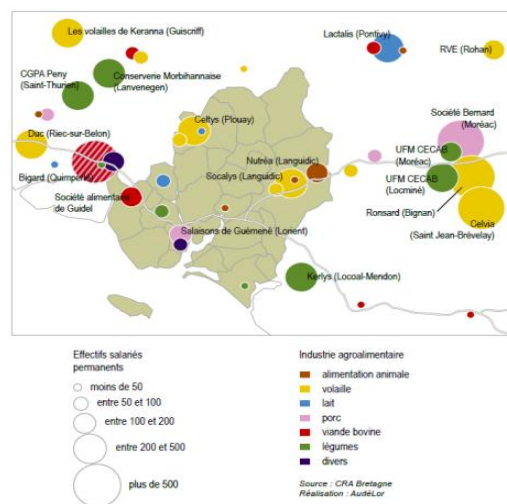 Les volailles de Keranna (Guiscriff)
Lactalis (Pontivy)
RVE (Rohan)
CGPA Peny
(Saint-Thurien)
Conserverie Morbihannaise
(Lanvenegen)
Société Bernard
(Moréac)
Celtys (Plouay)
Duc (Riec-sur-Belon)
UFM CECAB
(Moréac)
Nutréa (Languidic)
Bigard (Quimperlé)
Socalys (Languidic)
UFM CECAB
(Locminé)
Société alimentaire
de Guidel
Ronsard (Bignan)
Celvia
(Saint Jean-Brévelay)
Salaisons de Guémené (Lorient)
Kerlys (Locoal-Mendon)
Effectifs salariés
permanents
moins de 50
entre 50 et 100
entre 100 et 200
entre 200 et 500
plus de 500
Industrie agroalimentaire
alimentation animale
volaille
lait
porc
viande bovine
légumes
divers
Source : CRA Bretagne
Réalisation : AudéLor